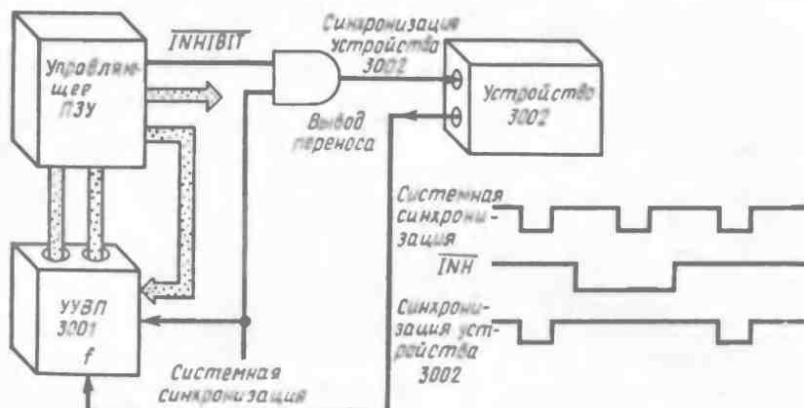 Управляю-
щее
ПЗУ
INHIBIT
Синхронизация
устройства
3002
Устройство
3002
Вывод
переноса
УУВП
3001
f
Системная
синхронизация
Системная
синхрони-
зация
INH
Синхрони-
зация уст-
ройства
3002